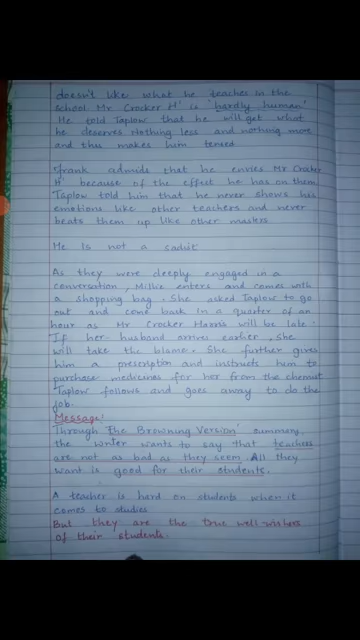 doesn't like what he teaches in the
school. Mr Crocker H' is 'hardly human'
He told Taplow that he will get what
he deserves Nothing less and nothing more
and this makes him tensed
Frank admids that he envies Mr Crocker
H' because of the effect he has on them
Taplow told him that he never shows his
emotions like other teachers and never
beats them up like other masters
He Is not a sadist
As they were deeply engaged in a
conversation, Millie enters and comes with
a shopping bag. She asked Taplow to go
out and come back in a quarter of an
hour as Mr Crocker Harris will be late.
If her husband arrives earlier, she
will take the blame. She further gives
him a prescription and instructs him to
purchase medicines for her from the chemist
Taplow follows and goes away to do the
job.
Message:
Through 'The Browning Version' summary,
the writer wants to say that teachers
are not as bad as they seem. All they
want is good for their students.
A teacher is hard on students when it
comes to studies
But they are the true well-wishers
of their students.